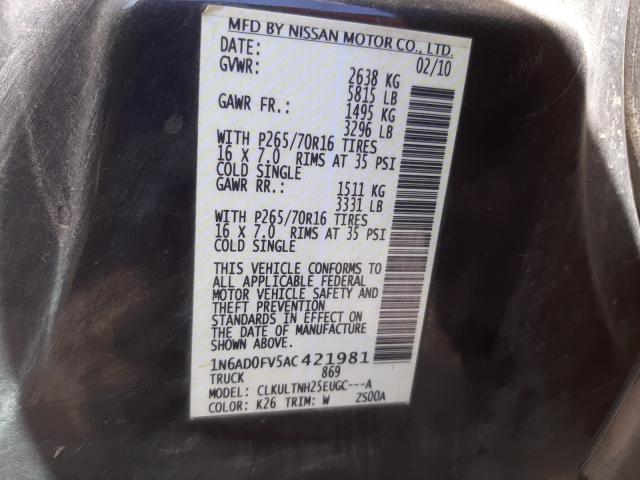 MFD BY NISSAN MOTOR CO., LTD.
DATE: 02/10
GVWR: 2638 KG
5815 LB
GAWR FR.: 1495 KG
3296 LB
WITH P265/70R16 TIRES
16 X 7.0 RIMS AT 35 PSI
COLD SINGLE
GAWR RR.: 1511 KG
3331 LB
WITH P265/70R16 TIRES
16 X 7.0 RIMS AT 35 PSI
COLD SINGLE
THIS VEHICLE CONFORMS TO
ALL APPLICABLE FEDERAL
MOTOR VEHICLE SAFETY AND
THEFT PREVENTION
STANDARDS IN EFFECT ON
THE DATE OF MANUFACTURE
SHOWN ABOVE.
1N6AD0FV5AC421981
TRUCK 869
MODEL: CLKULTNH25EUGC---A
COLOR: K26 TRIM: W ZS00A